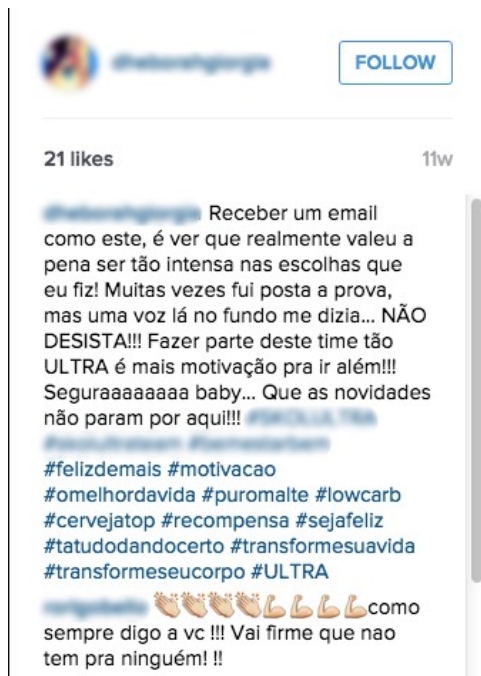 FOLLOW
21 likes
11w
Receber um email
como este, é ver que realmente valeu a
pena ser tão intensa nas escolhas que
eu fiz! Muitas vezes fui posta a prova,
mas uma voz lá no fundo me dizia... NÃO
DESISTA!!! Fazer parte deste time tão
ULTRA é mais motivação pra ir além!!!
Seguraaaaaaaa baby... Que as novidades
não param por aqui!!!
#felizdemais #motivacao
#omelhordavida #puromalte #lowcarb
#cervejatop #recompensa #sejafeliz
#tatudodandocerto #transformesuavida
#transformeseucorpo #ULTRA
👏👏👏👏💪💪💪💪como
sempre digo a vc !!! Vai firme que nao
tem pra ninguém! !!